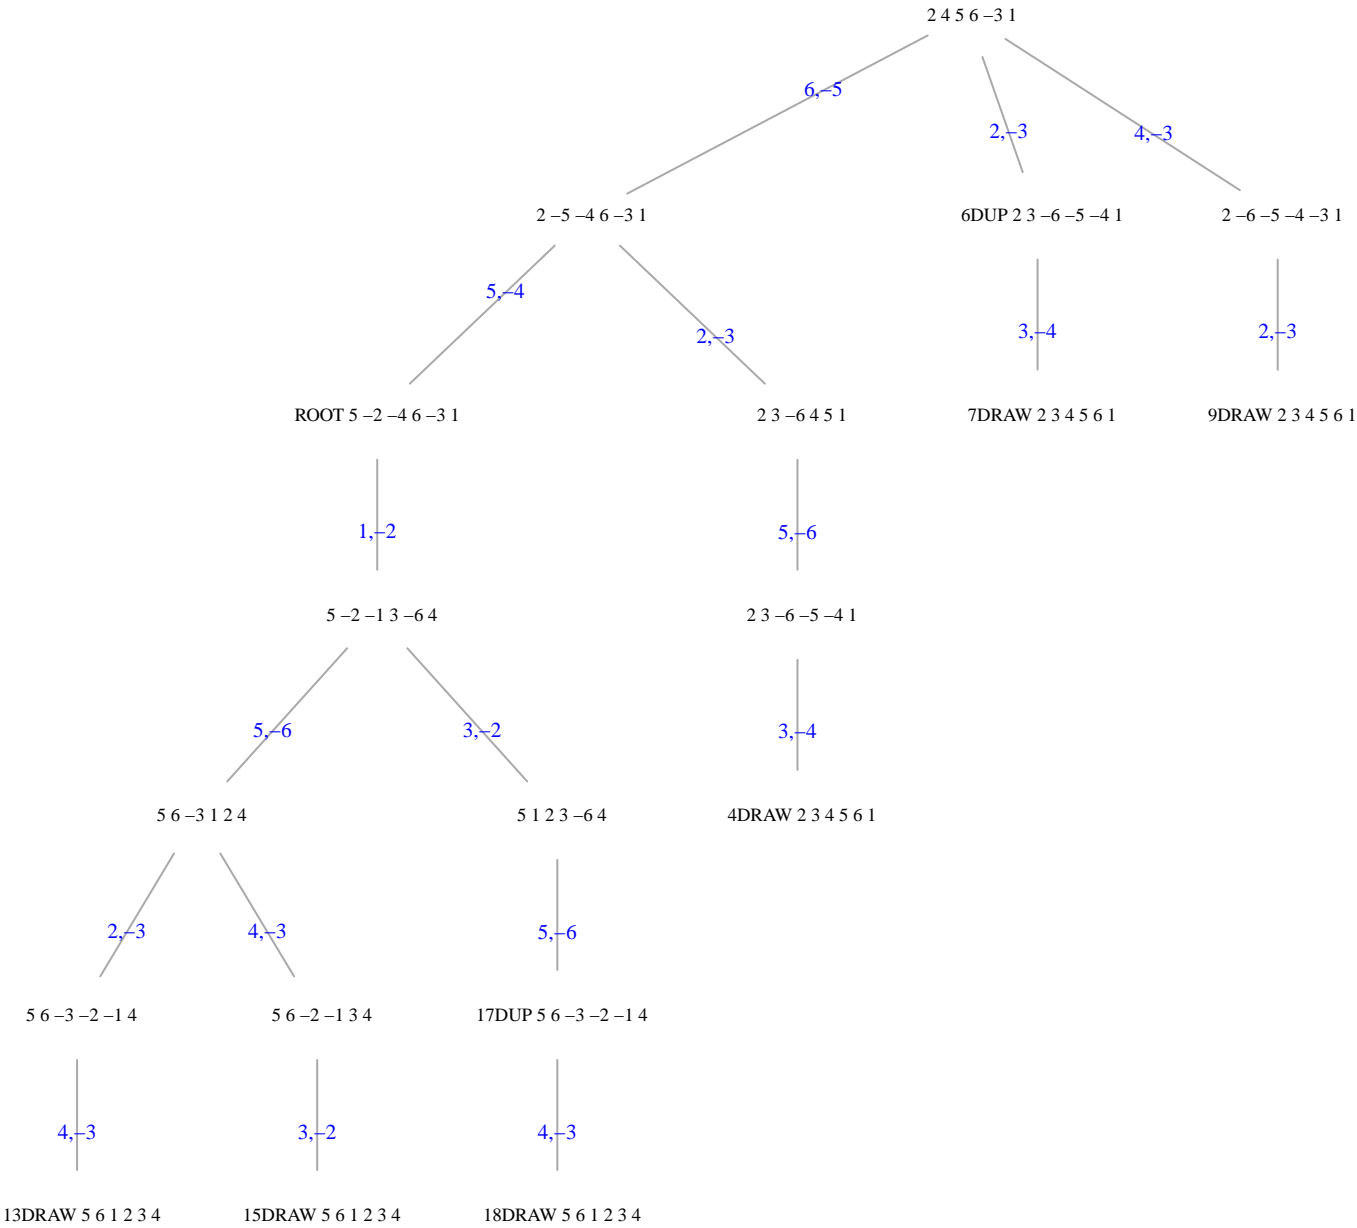 2 4 5 6 –3 1
6,–5
2,–3
4,–3
2 –5 –4 6 –3 1
6DUP 2 3 –6 –5 –4 1
2 –6 –5 –4 –3 1
5,–4
2,–3
3,–4
2,–3
ROOT 5 –2 –4 6 –3 1
2 3 –6 4 5 1
7DRAW 2 3 4 5 6 1
9DRAW 2 3 4 5 6 1
1,–2
5,–6
5 –2 –1 3 –6 4
2 3 –6 –5 –4 1
5,–6
3,–2
3,–4
5 6 –3 1 2 4
5 1 2 3 –6 4
4DRAW 2 3 4 5 6 1
2,–3
4,–3
5,–6
5 6 –3 –2 –1 4
5 6 –2 –1 3 4
17DUP 5 6 –3 –2 –1 4
4,–3
3,–2
4,–3
13DRAW 5 6 1 2 3 4
15DRAW 5 6 1 2 3 4
18DRAW 5 6 1 2 3 4